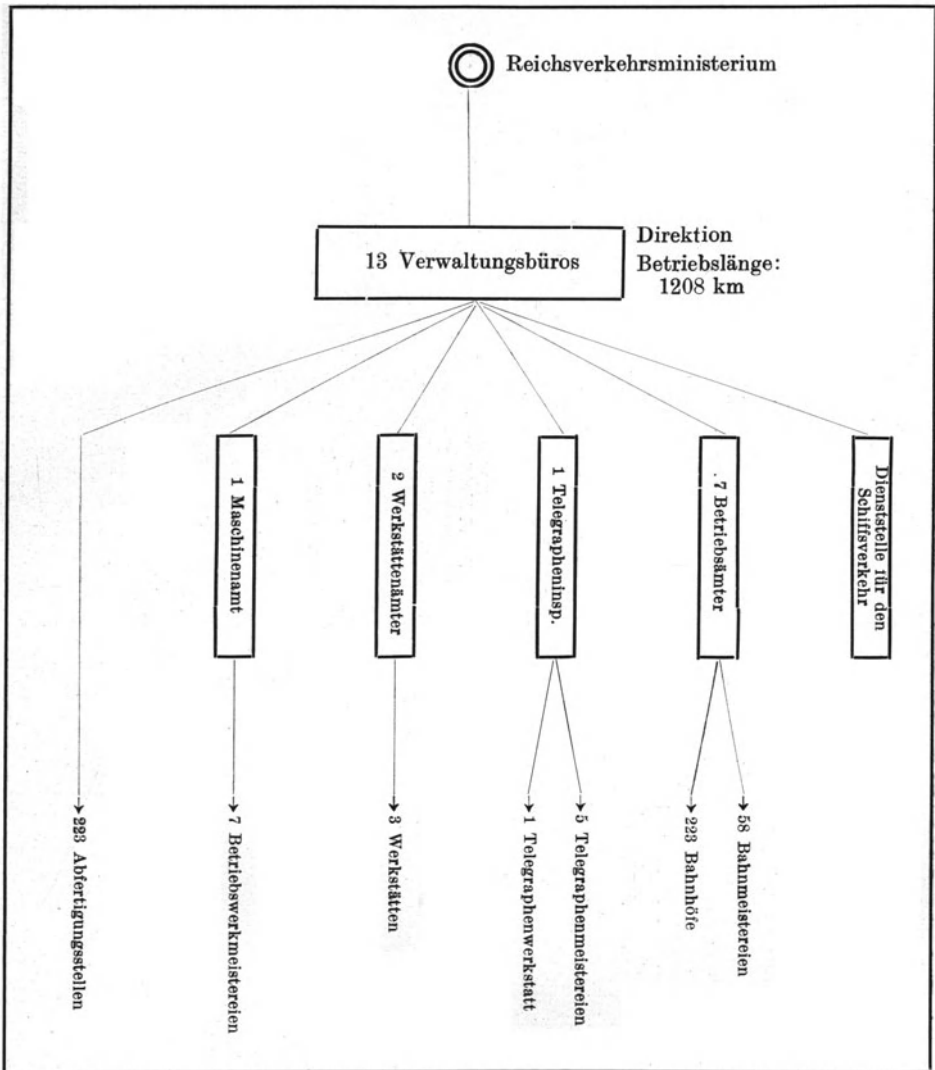 Reichsverkehrsministerium
13 Verwaltungsbüros
Direktion
Betriebslänge:
1208 km
1 Maschinenamt
2 Werkstättenämter
1 Telegrapheninsp.
. 7 Betriebsämter
Dienststelle für den
Schiffsverkehr
223 Abfertigungsstellen
7 Betriebswerkmeistereien
3 Werkstätten
1 Telegraphenwerkstatt
5 Telegraphenmeistereien
223 Bahnhöfe
58 Bahnmeistereien